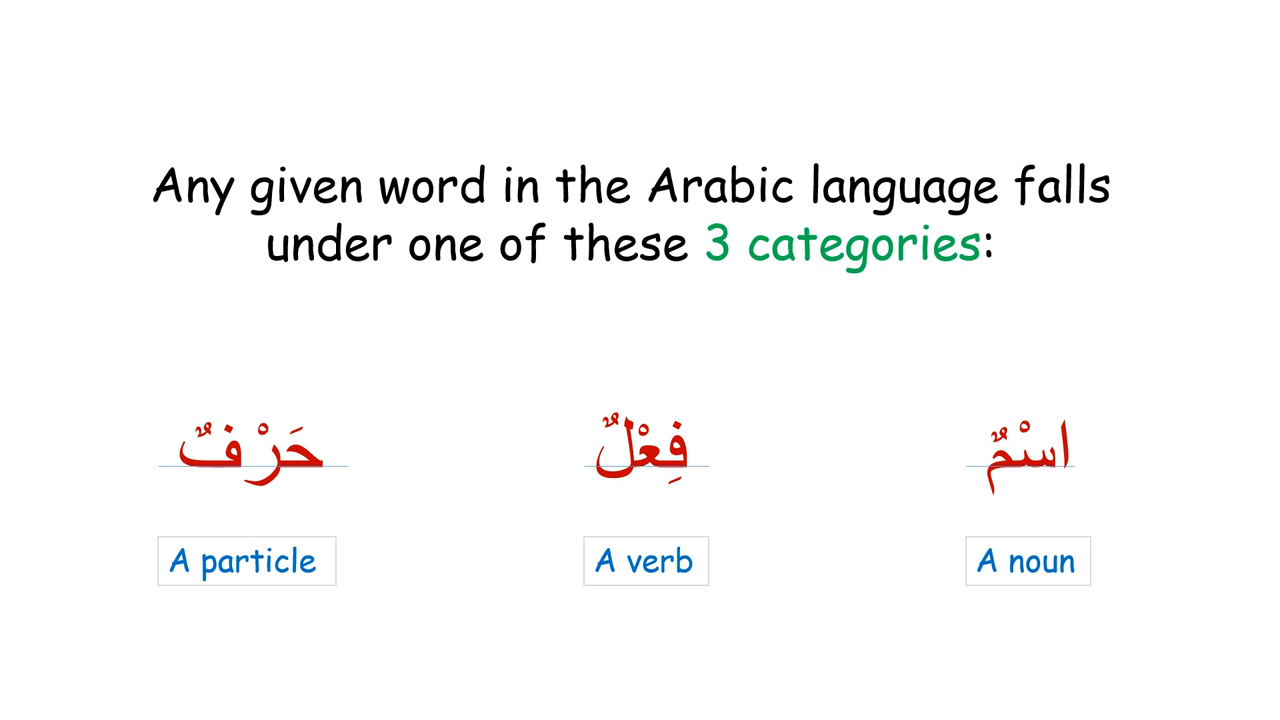 Any given word in the Arabic language falls
under one of these 3 categories:
حَرْفٌ فِعْلٌ اسْمٌ
A particle A verb A noun